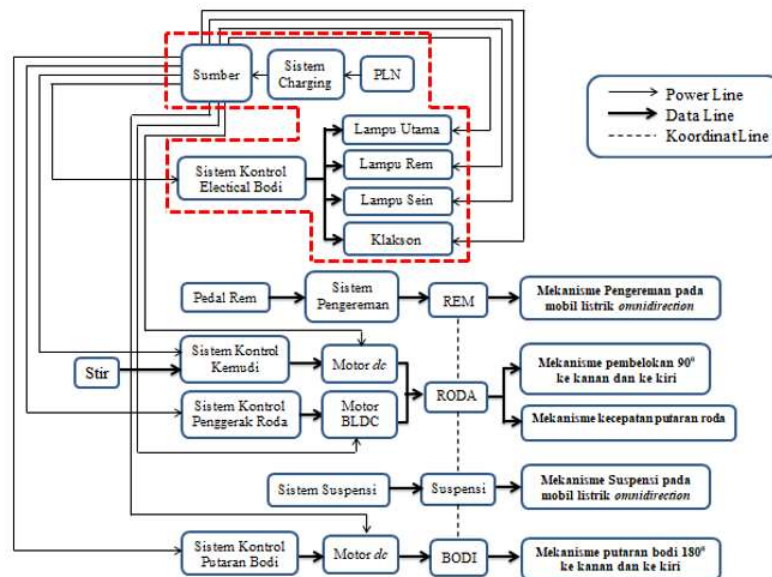 Sumber
Sistem
Charging
PLN
Power Line
Data Line
Koordinat Line
Lampu Utama
Lampu Rem
Lampu Sein
Klakson
Sistem Kontrol
Electical Bodi
Pedal Rem
Sistem
Pengereman
REM
Mekanisme Pengereman pada
mobil listrik omnidirection
Stir
Sistem Kontrol
Kemudi
Motor dc
Sistem Kontrol
Penggerak Roda
Motor
BLDC
RODA
Mekanisme pembelokan 90°
ke kanan dan ke kiri
Mekanisme kecepatan putaran roda
Sistem Suspensi
Suspensi
Mekanisme Suspensi pada
mobil listrik omnidirection
Sistem Kontrol
Putaran Bodi
Motor dc
BODI
Mekanisme putaran bodi 180°
ke kanan dan ke kiri